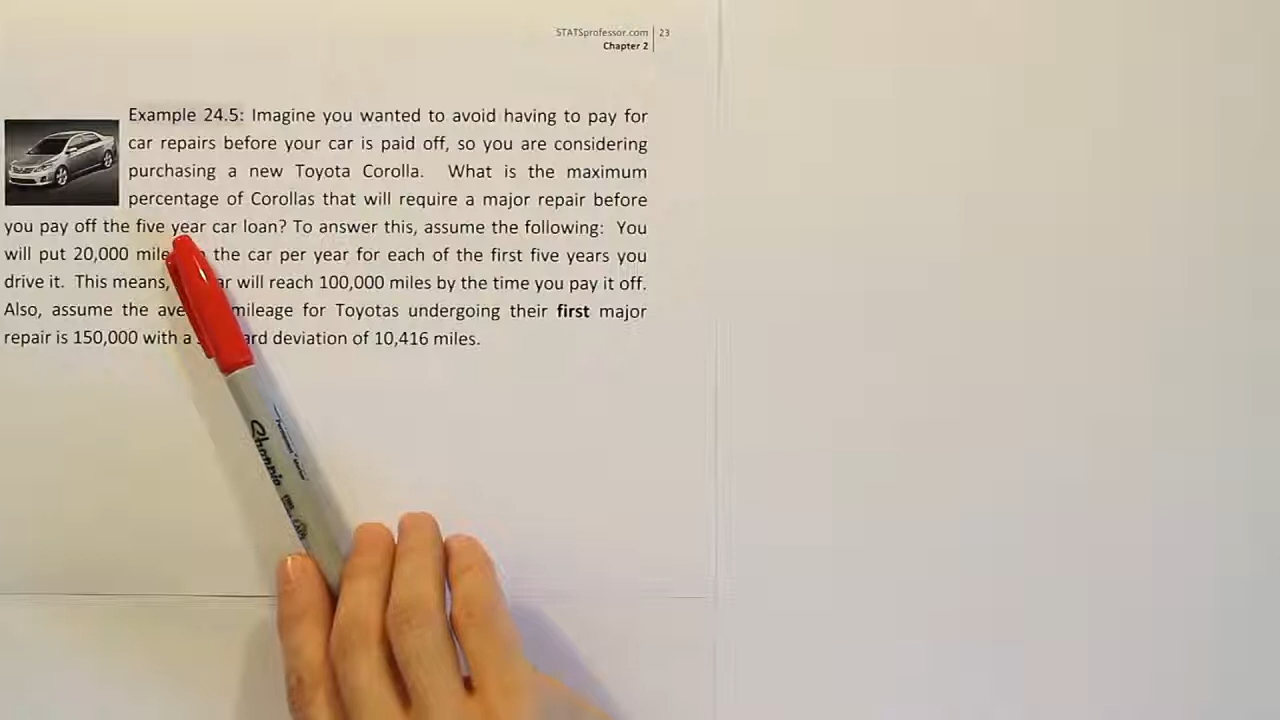 STATSprofessor.com 23
Chapter 2
Example 24.5: Imagine you wanted to avoid having to pay for
car repairs before your car is paid off, so you are considering
purchasing a new Toyota Corolla. What is the maximum
percentage of Corollas that will require a major repair before
you pay off the five year car loan? To answer this, assume the following: You
will put 20,000 the car per year for each of the first five years you
drive it. This means, will reach 100,000 miles by the time you pay it off.
Also, assume the mileage for Toyotas undergoing their first major
repair is 150,000 with a deviation of 10,416 miles.
Sharpie